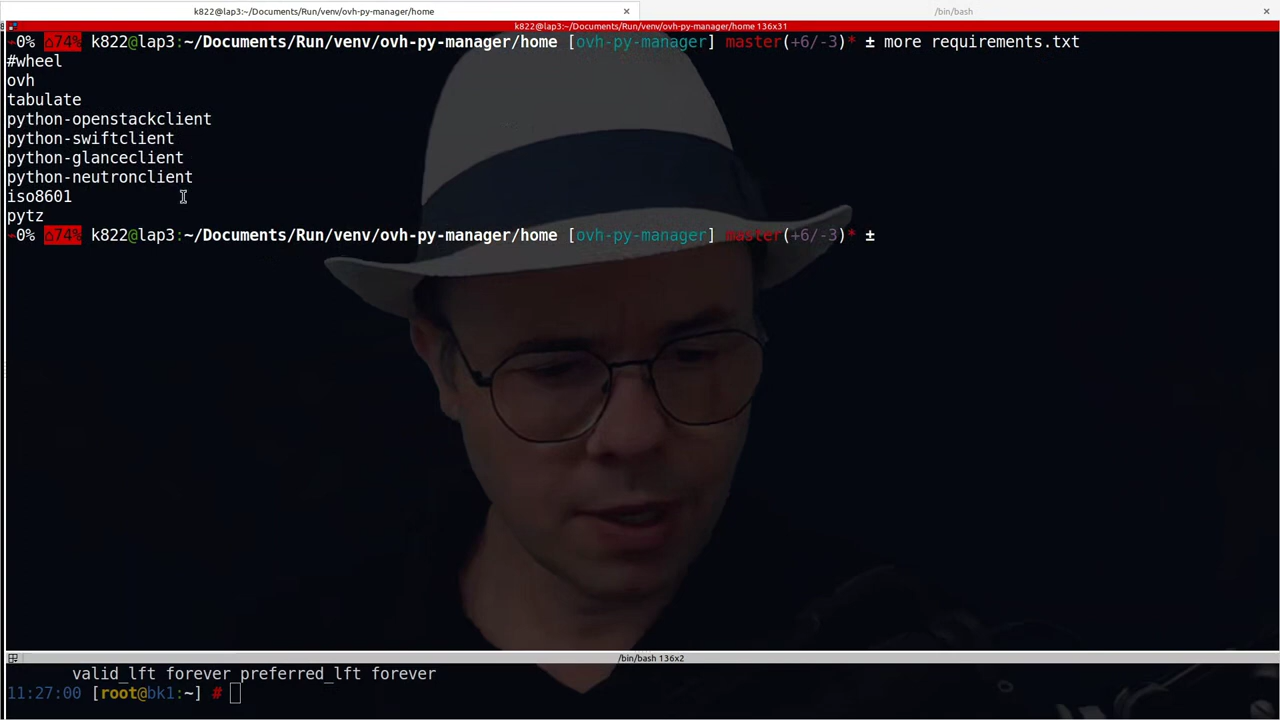 k822@lap3:~/Documents/Run/venv/ovh-py-manager/home
/bin/bash
k822@lap3:~/Documents/Run/venv/ovh-py-manager/home 136x31
~0% ⌂74% k822@lap3:~/Documents/Run/venv/ovh-py-manager/home [ovh-py-manager] master(+6/-3)* ± more requirements.txt
#wheel
ovh
tabulate
python-openstackclient
python-swiftclient
python-glanceclient
python-neutronclient
iso8601
pytz
~0% ⌂74% k822@lap3:~/Documents/Run/venv/ovh-py-manager/home [ovh-py-manager] master(+6/-3)* ±
/bin/bash 136x2
valid_lft forever preferred_lft forever
11:27:00 [root@bk1:~] #